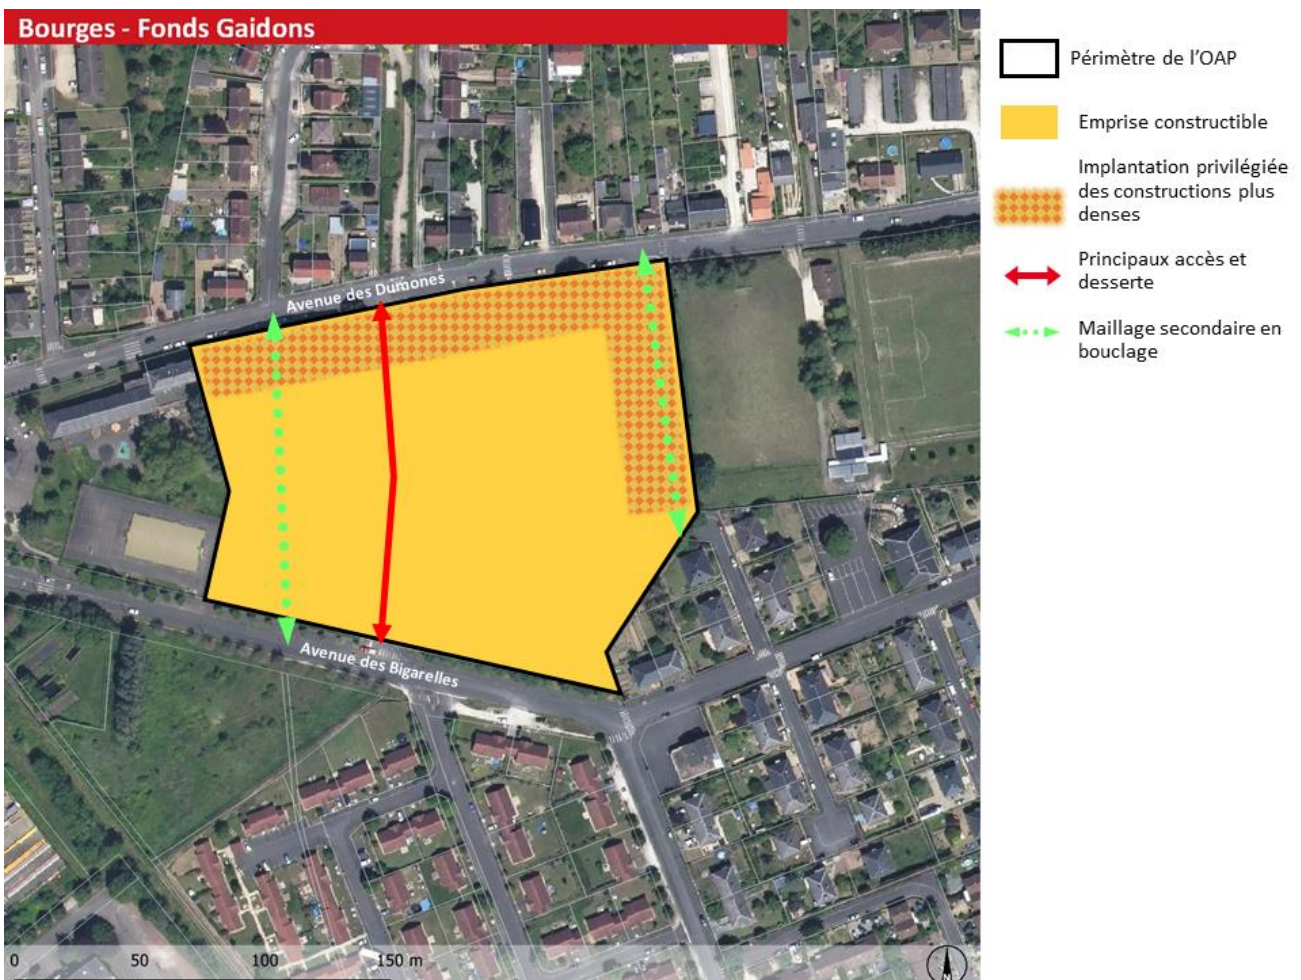 Bourges - Fonds Gaidons
Périmètre de l'OAP
Emprise constructible
Implantation privilégiée
des constructions plus
denses
Principaux accès et
desserte
Maillage secondaire en
bouclage
Avenue des Dumones
Avenue des Bigarelles
0 50 100 150 m
N